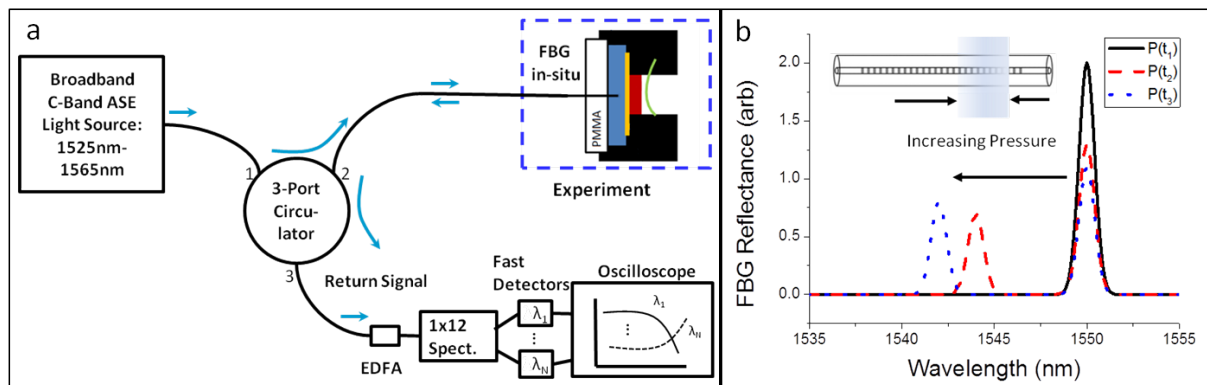 a
Broadband
C-Band ASE
Light Source:
1525nm-
1565nm
1
2
3
3-Port
Circu-
lator
FBG
in-situ
PMMA
Experiment
Return Signal
EDFA
1x12
Spect.
Fast
Detectors
λ1
⋮
λN
Oscilloscope
λ1
⋮
λN
b
P(t1)
P(t2)
P(t3)
Increasing Pressure
FBG Reflectance (arb)
2.0
1.5
1.0
0.5
0.0
1535 1540 1545 1550 1555
Wavelength (nm)